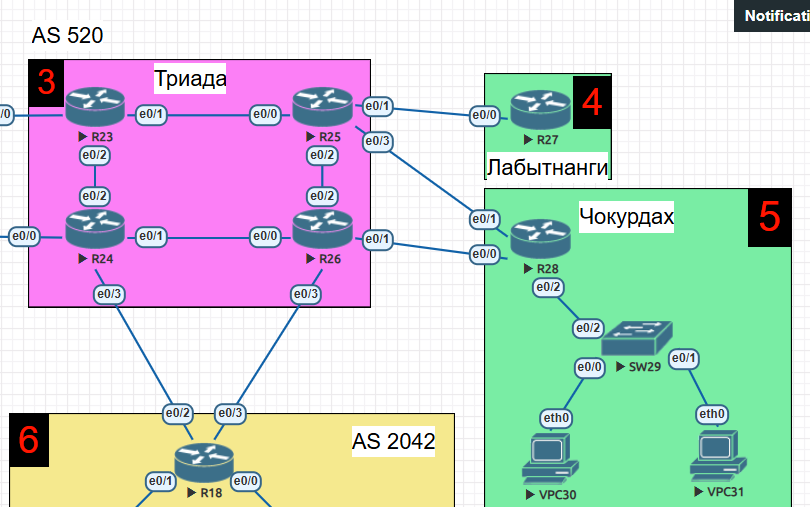 Notificati
AS 520
3
Триада
4
/0
R23
e0/1
e0/0
R25
e0/1
e0/0
R27
e0/2
e0/2
e0/3
Лабытнанги
e0/2
e0/2
e0/1
Чокурдах
5
e0/0
R24
e0/1
e0/0
R26
e0/1
e0/0
R28
e0/3
e0/3
e0/2
e0/2
e0/0
SW29
e0/1
e0/2
e0/3
eth0
eth0
6
AS 2042
e0/1
R18
e0/0
VPC30
VPC31